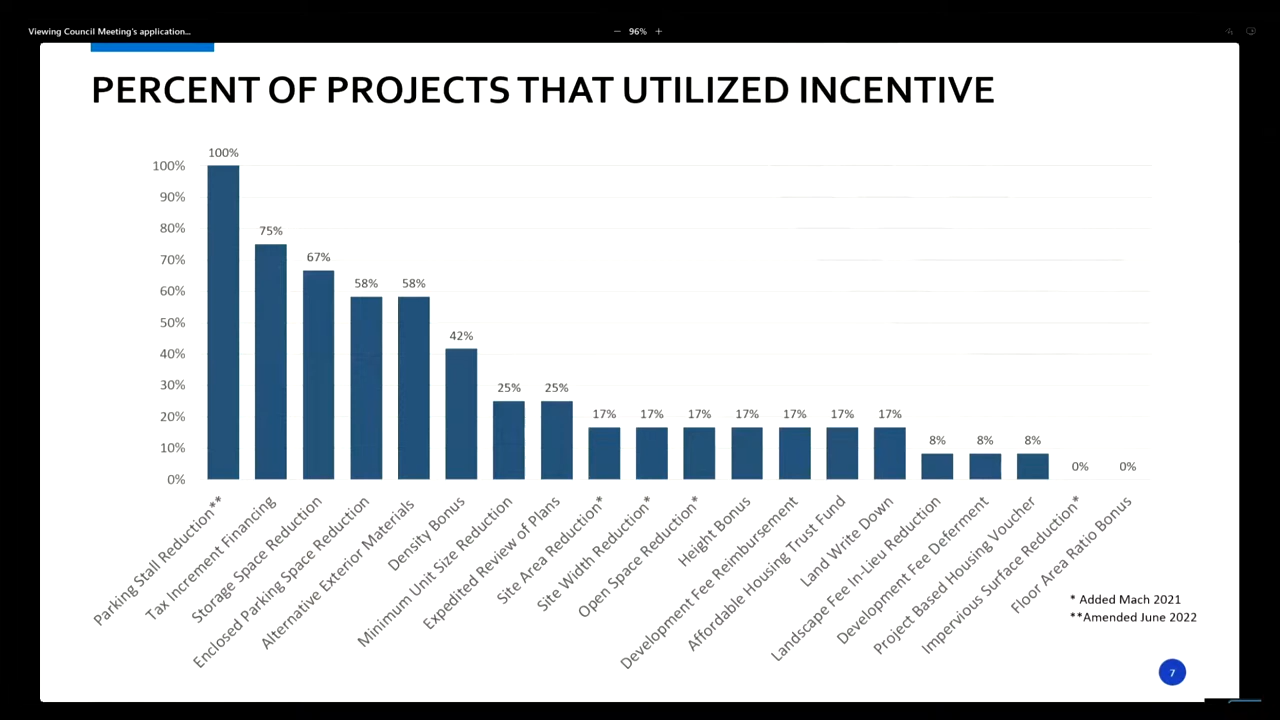 Viewing Council Meeting's application...
− 96% +
PERCENT OF PROJECTS THAT UTILIZED INCENTIVE
100%
90%
80%
70%
60%
50%
40%
30%
20%
10%
0%
100%
75%
67%
58%
58%
42%
25%
25%
17%
17%
17%
17%
17%
17%
17%
8%
8%
8%
0%
0%
Parking Stall Reduction**
Tax Increment Financing
Storage Space Reduction
Enclosed Parking Space Reduction
Alternative Exterior Materials
Density Bonus
Minimum Unit Size Reduction
Expedited Review of Plans
Site Area Reduction*
Site Width Reduction*
Open Space Reduction*
Height Bonus
Development Fee Reimbursement
Affordable Housing Trust Fund
Land Write Down
Landscape Fee In-Lieu Reduction
Development Fee Deferment
Project Based Housing Voucher
Impervious Surface Reduction*
Floor Area Ratio Bonus
* Added Mach 2021
**Amended June 2022
7